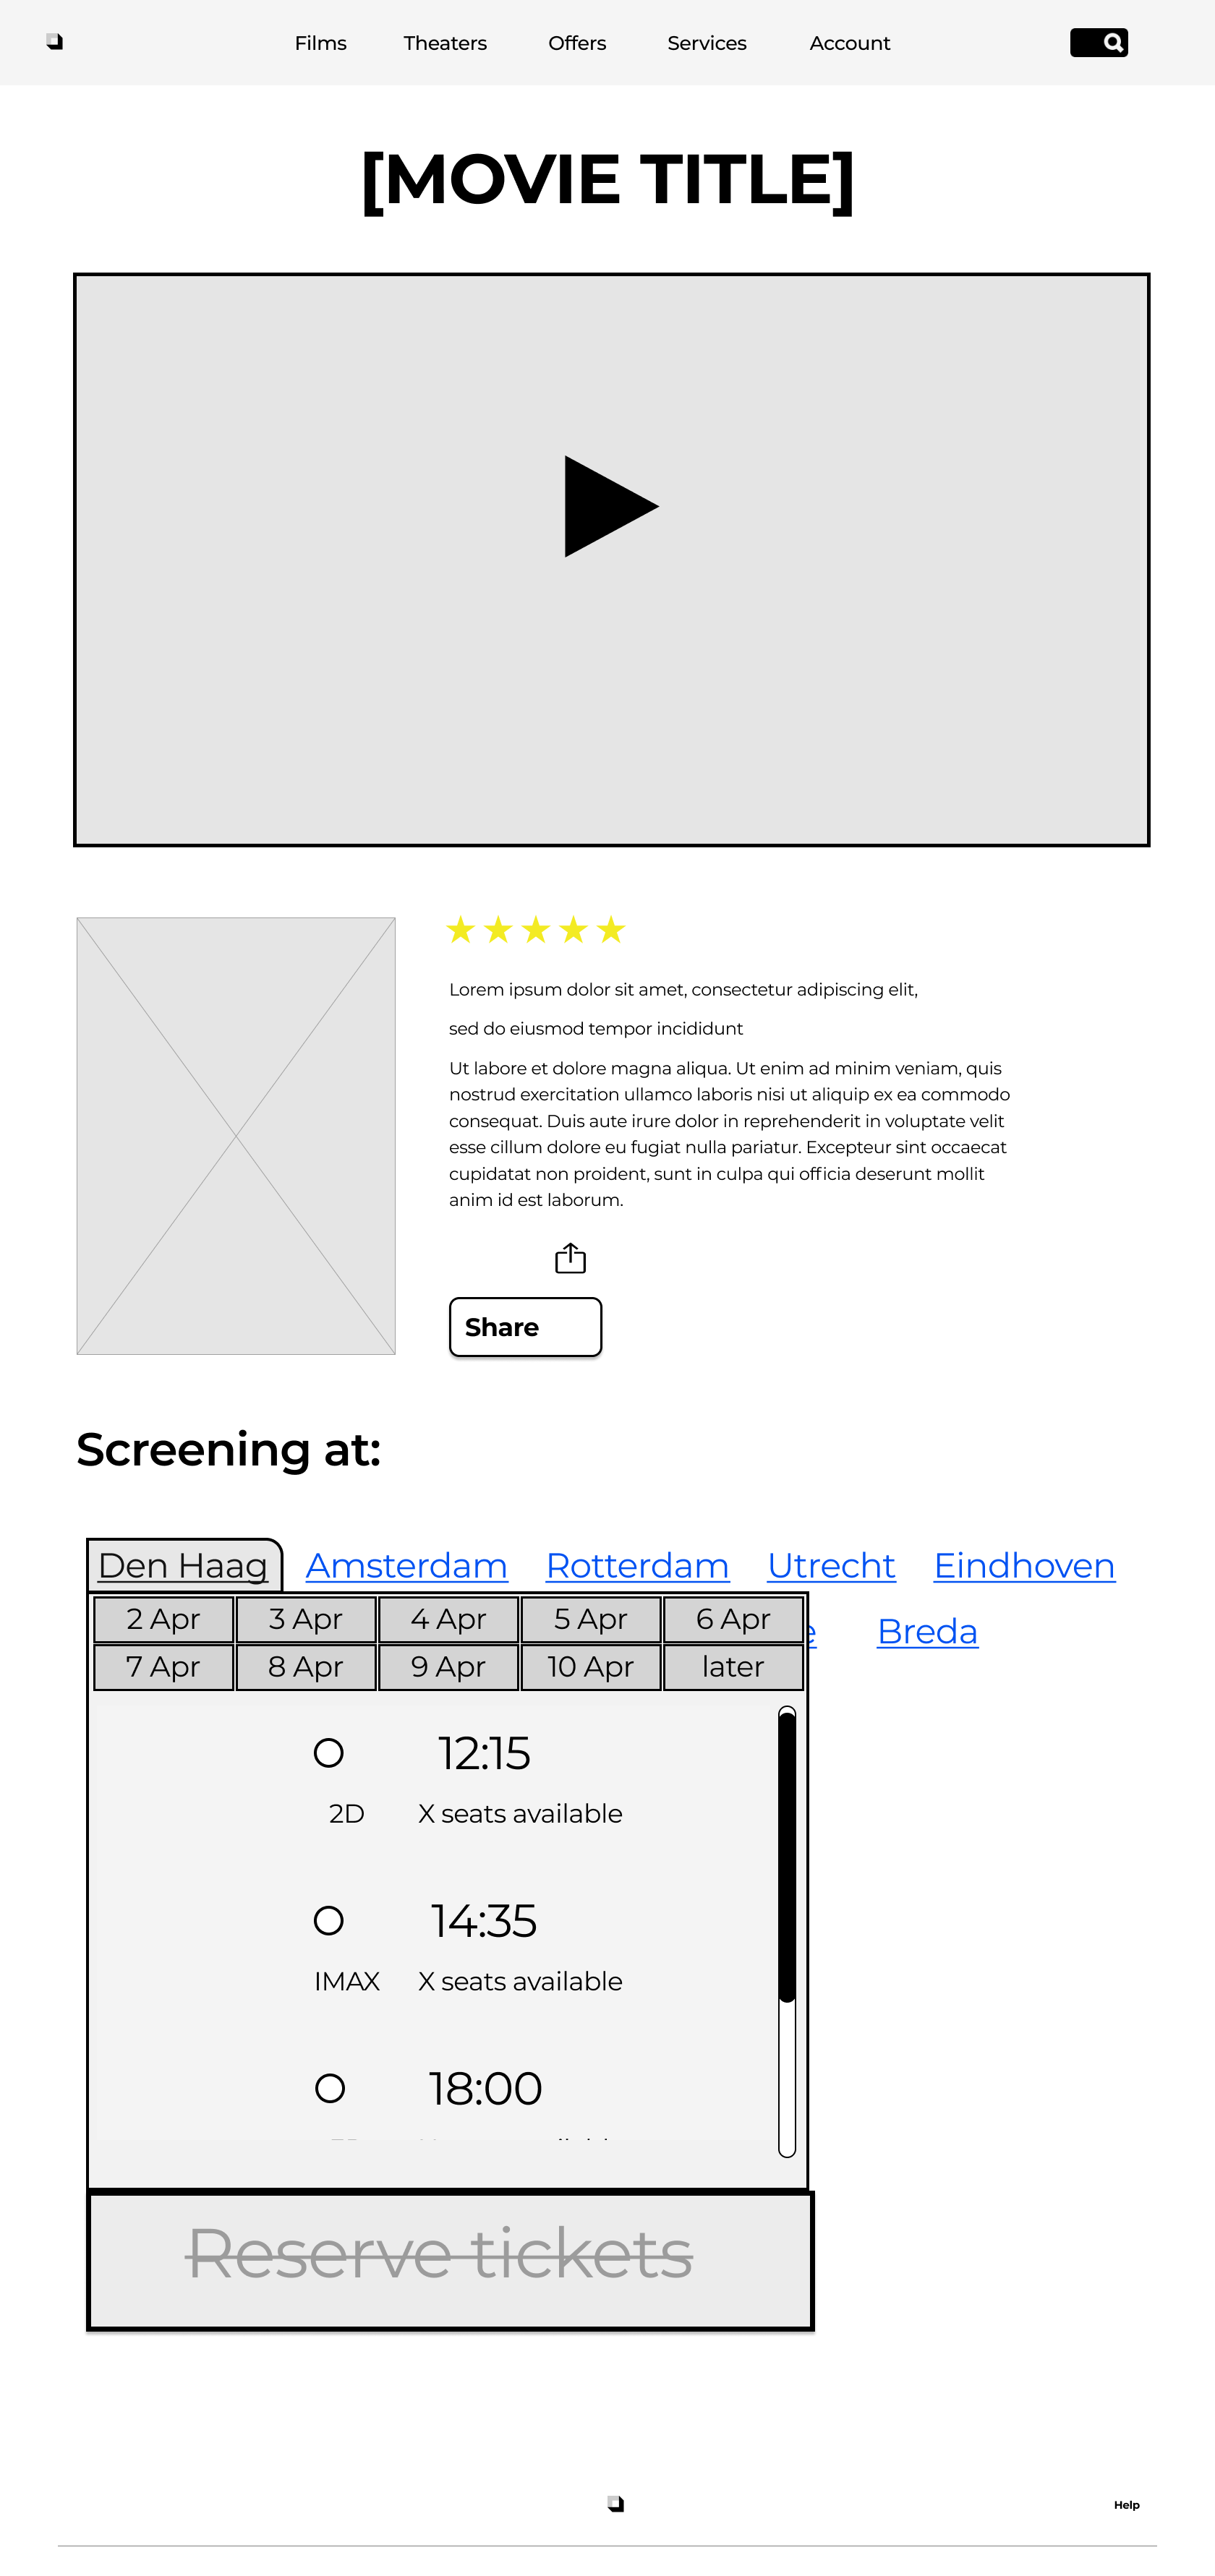 Films Theaters Offers Services Account
[MOVIE TITLE]
Lorem ipsum dolor sit amet, consectetur adipiscing elit,
sed do eiusmod tempor incididunt
Ut labore et dolore magna aliqua. Ut enim ad minim veniam, quis
nostrud exercitation ullamco laboris nisi ut aliquip ex ea commodo
consequat. Duis aute irure dolor in reprehenderit in voluptate velit
esse cillum dolore eu fugiat nulla pariatur. Excepteur sint occaecat
cupidatat non proident, sunt in culpa qui officia deserunt mollit
anim id est laborum.
Share
Screening at:
Den Haag Amsterdam Rotterdam Utrecht Eindhoven
Breda
2 Apr 3 Apr 4 Apr 5 Apr 6 Apr
7 Apr 8 Apr 9 Apr 10 Apr later
12:15
2D X seats available
14:35
IMAX X seats available
18:00
Reserve tickets
Help